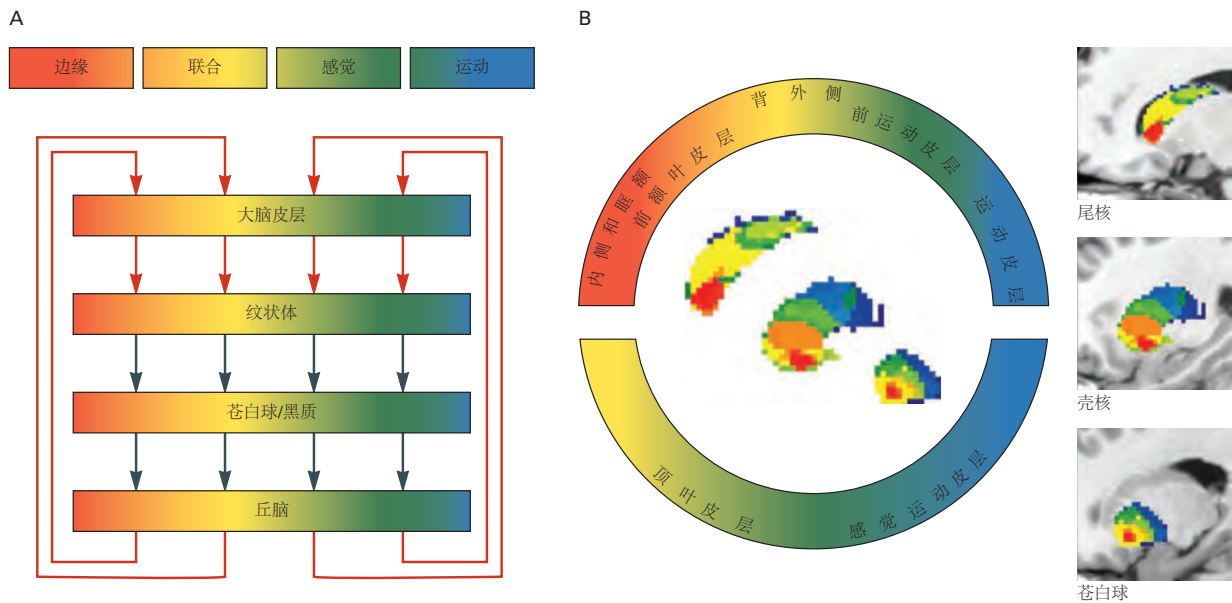 A
边缘
联合
感觉
运动
大脑皮层
纹状体
苍白球/黑质
丘脑
B
内侧和眶额
前额叶皮层
背外侧
前运动皮层
运动皮层
顶叶皮层
感觉运动皮层
尾核
壳核
苍白球